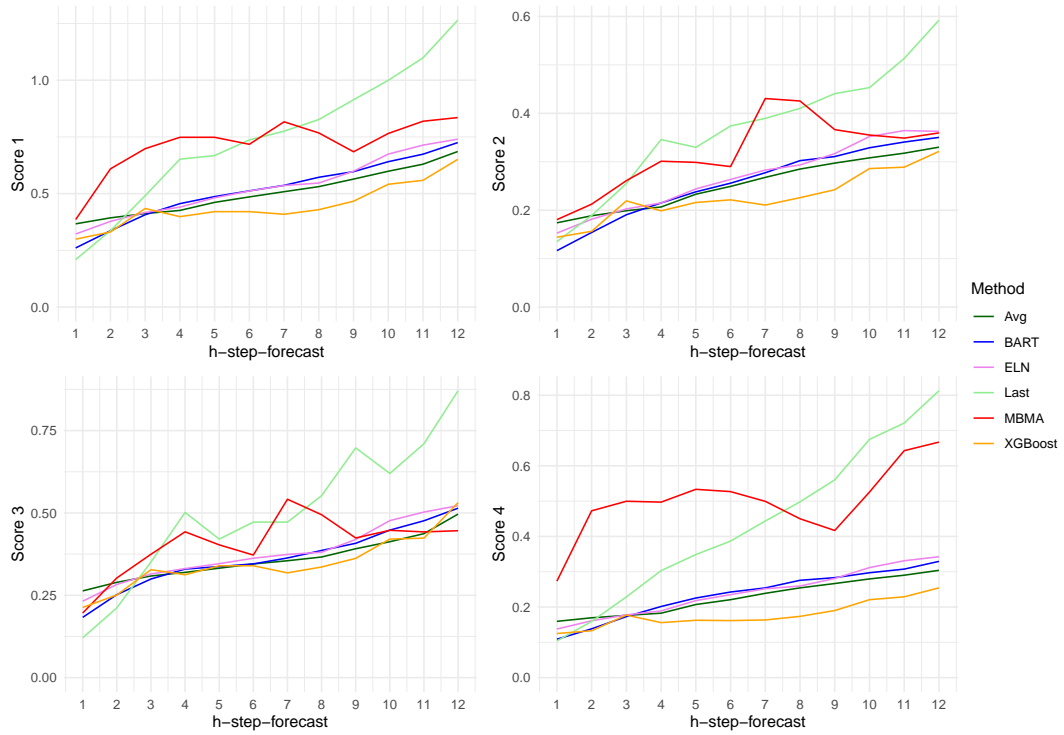 Score 1
1.0
0.5
0.0
1 2 3 4 5 6 7 8 9 10 11 12
h-step-forecast
Score 2
0.6
0.4
0.2
0.0
1 2 3 4 5 6 7 8 9 10 11 12
h-step-forecast
Score 3
0.75
0.50
0.25
0.00
1 2 3 4 5 6 7 8 9 10 11 12
h-step-forecast
Score 4
0.8
0.6
0.4
0.2
0.0
1 2 3 4 5 6 7 8 9 10 11 12
h-step-forecast
Method
Avg
BART
ELN
Last
MBMA
XGBoost